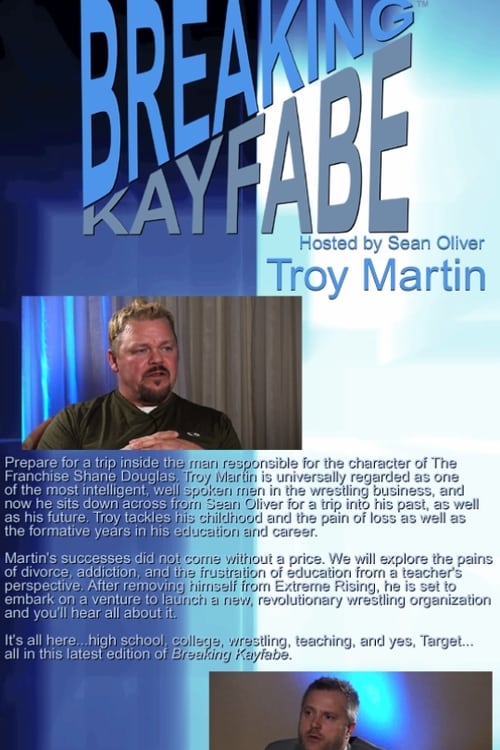 BREAKING™
KAYFABE
Hosted by Sean Oliver
Troy Martin
Prepare for a trip inside the man responsible for the character of The
Franchise Shane Douglas. Troy Martin is universally regarded as one
of the most intelligent, well spoken men in the wrestling business, and
now he sits down across from Sean Oliver for a trip into his past, as well
as his future. Troy tackles his childhood and the pain of loss as well as
the formative years in his education and career.
Martin's successes did not come without a price. We will explore the pains
of divorce, addiction, and the frustration of education from a teacher's
perspective. After removing himself from Extreme Rising, he is set to
embark on a venture to launch a new, revolutionary wrestling organization
and you'll hear all about it.
It's all here...high school, college, wrestling, teaching, and yes, Target...
all in this latest edition of Breaking Kayfabe.